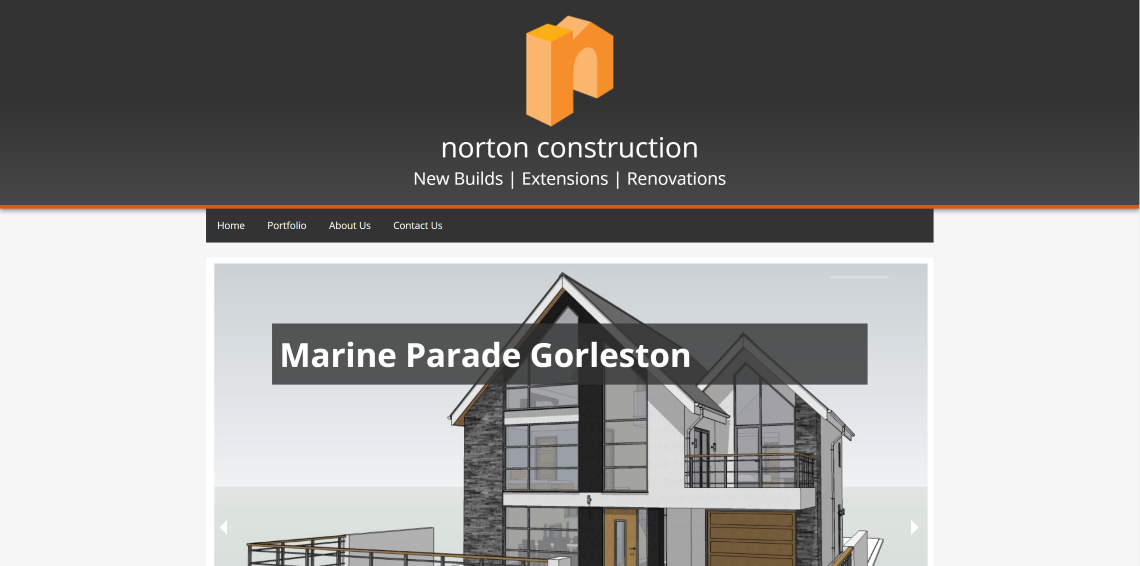 norton construction
New Builds | Extensions | Renovations
Home Portfolio About Us Contact Us
Marine Parade Gorleston